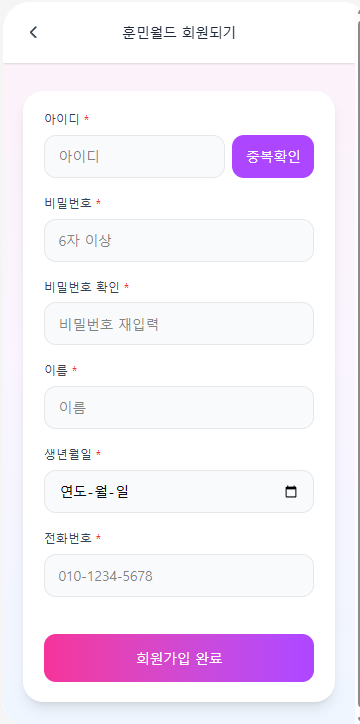 훈민월드 회원되기
아이디 *
아이디 중복확인
비밀번호 *
6자 이상
비밀번호 확인 *
비밀번호 재입력
이름 *
이름
생년월일 *
연도-월-일
전화번호 *
010-1234-5678
회원가입 완료